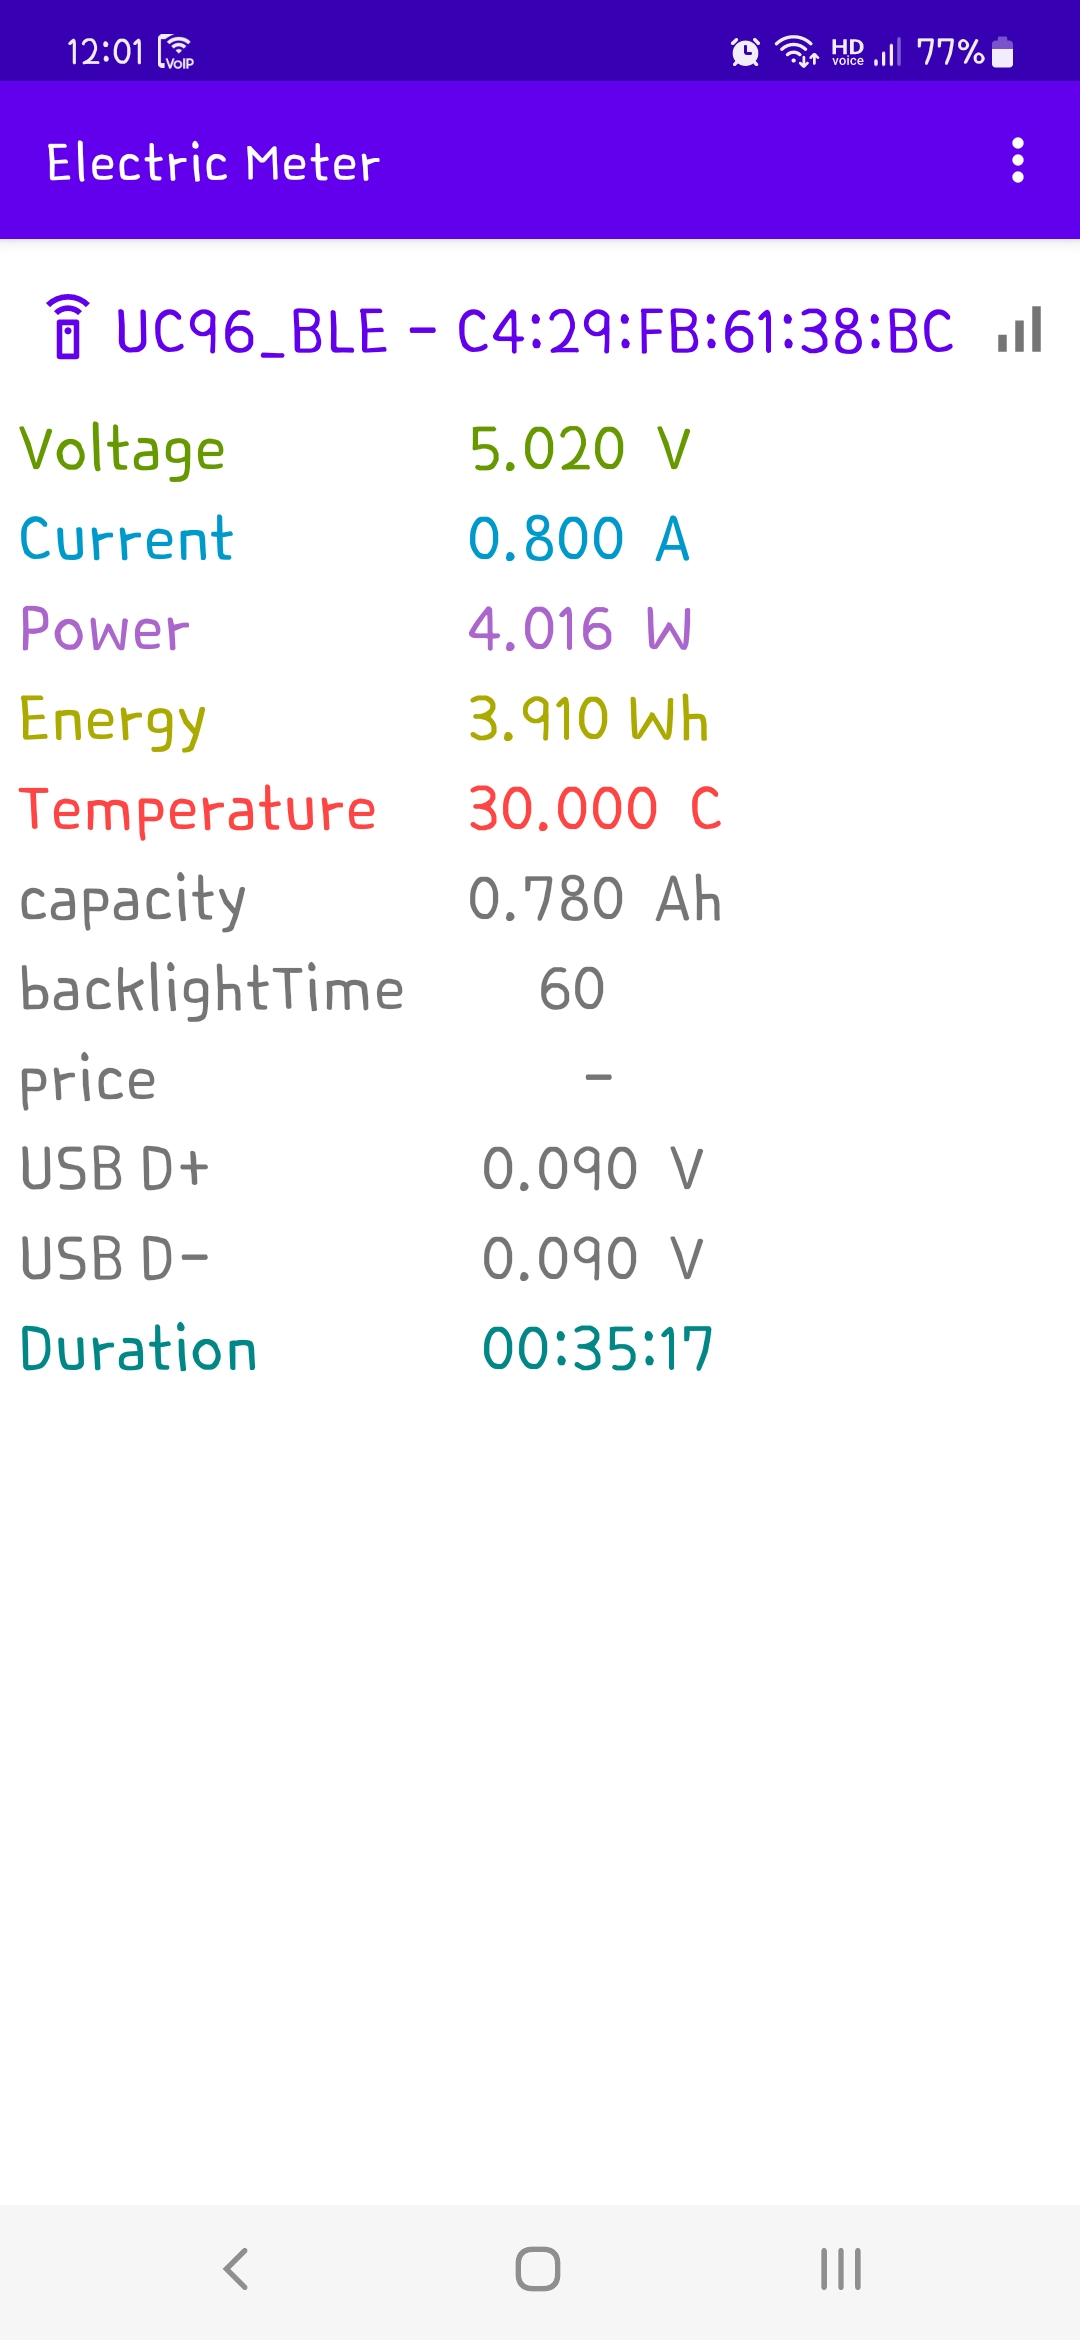 12:01 VoIP HD voice 77%
Electric Meter
UC96_BLE - C4:29:FB:61:38:BC
Voltage 5.020 V
Current 0.800 A
Power 4.016 W
Energy 3.910 Wh
Temperature 30.000 C
capacity 0.780 Ah
backlightTime 60
price -
USB D+ 0.090 V
USB D- 0.090 V
Duration 00:35:17